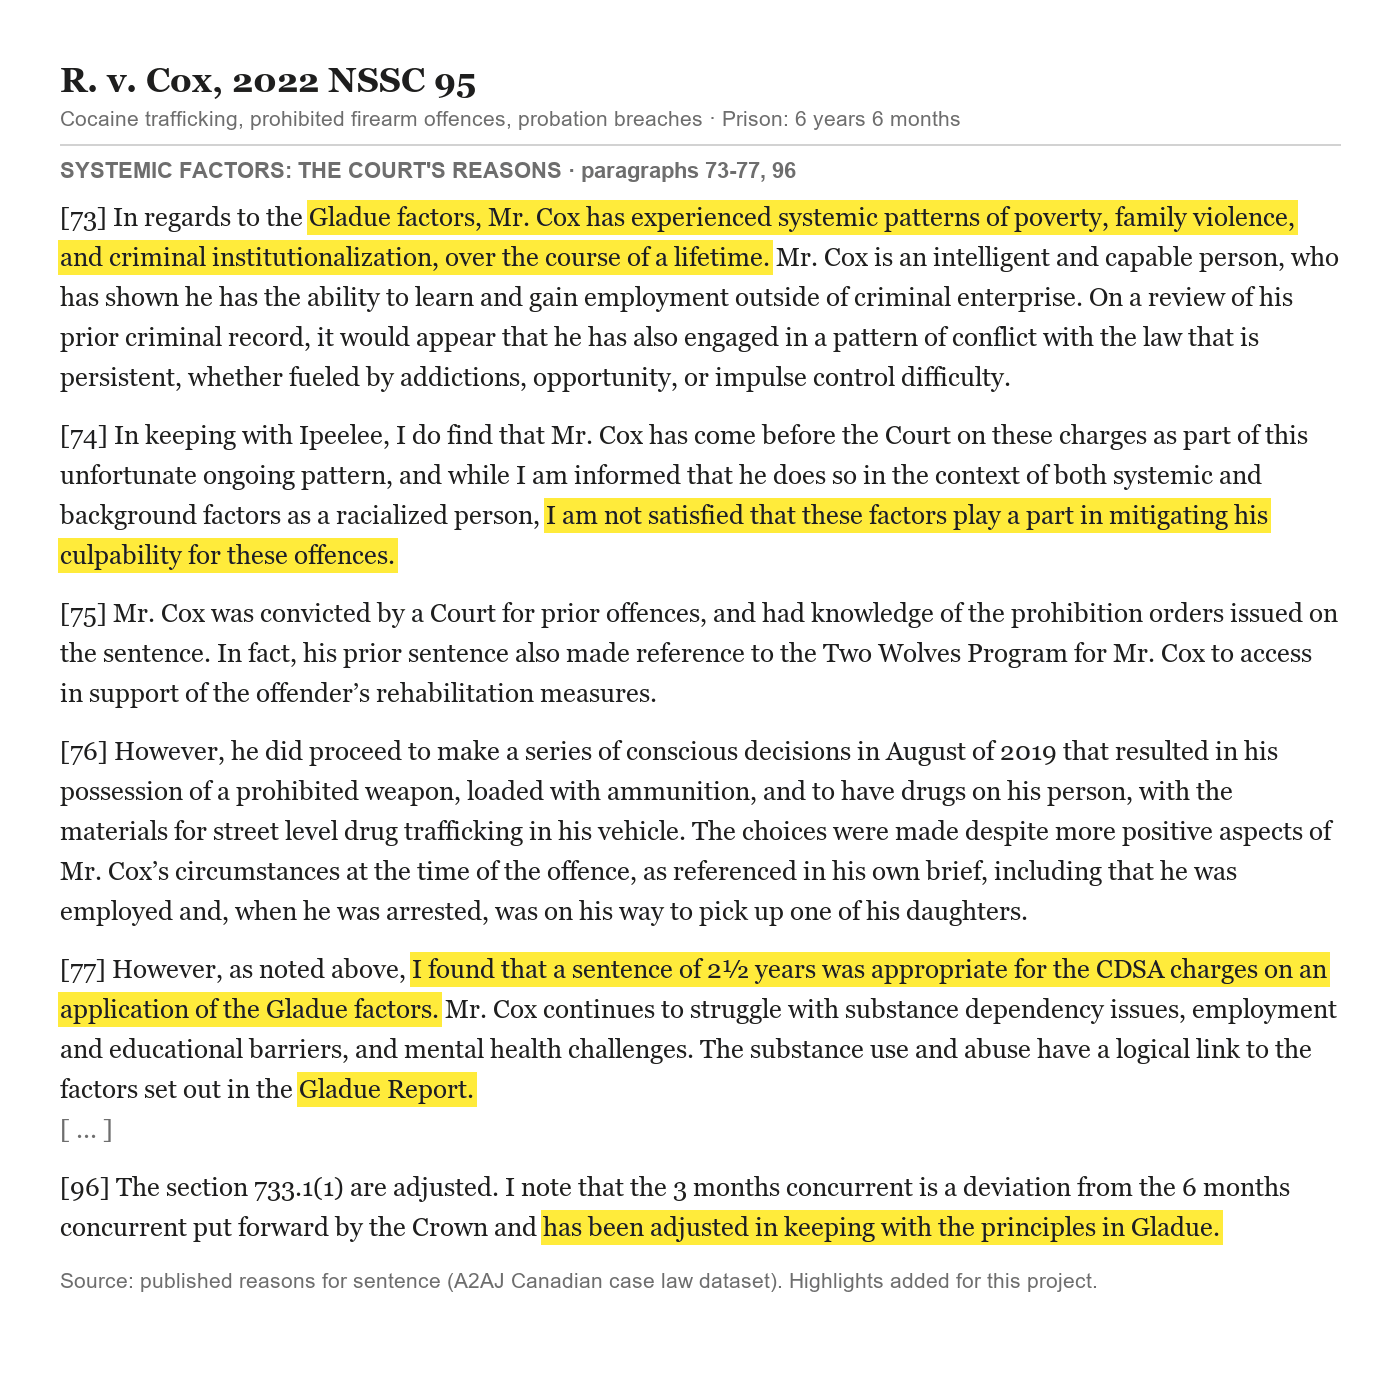 R. v. Cox, 2022 NSSC 95
Cocaine trafficking, prohibited firearm offences, probation breaches · Prison: 6 years 6 months
SYSTEMIC FACTORS: THE COURT'S REASONS · paragraphs 73-77, 96
[73] In regards to the Gladue factors, Mr. Cox has experienced systemic patterns of poverty, family violence,
and criminal institutionalization, over the course of a lifetime. Mr. Cox is an intelligent and capable person, who
has shown he has the ability to learn and gain employment outside of criminal enterprise. On a review of his
prior criminal record, it would appear that he has also engaged in a pattern of conflict with the law that is
persistent, whether fueled by addictions, opportunity, or impulse control difficulty.
[74] In keeping with Ipeelee, I do find that Mr. Cox has come before the Court on these charges as part of this
unfortunate ongoing pattern, and while I am informed that he does so in the context of both systemic and
background factors as a racialized person, I am not satisfied that these factors play a part in mitigating his
culpability for these offences.
[75] Mr. Cox was convicted by a Court for prior offences, and had knowledge of the prohibition orders issued on
the sentence. In fact, his prior sentence also made reference to the Two Wolves Program for Mr. Cox to access
in support of the offender’s rehabilitation measures.
[76] However, he did proceed to make a series of conscious decisions in August of 2019 that resulted in his
possession of a prohibited weapon, loaded with ammunition, and to have drugs on his person, with the
materials for street level drug trafficking in his vehicle. The choices were made despite more positive aspects of
Mr. Cox’s circumstances at the time of the offence, as referenced in his own brief, including that he was
employed and, when he was arrested, was on his way to pick up one of his daughters.
[77] However, as noted above, I found that a sentence of 2½ years was appropriate for the CDSA charges on an
application of the Gladue factors. Mr. Cox continues to struggle with substance dependency issues, employment
and educational barriers, and mental health challenges. The substance use and abuse have a logical link to the
factors set out in the Gladue Report.
[ ... ]
[96] The section 733.1(1) are adjusted. I note that the 3 months concurrent is a deviation from the 6 months
concurrent put forward by the Crown and has been adjusted in keeping with the principles in Gladue.
Source: published reasons for sentence (A2AJ Canadian case law dataset). Highlights added for this project.